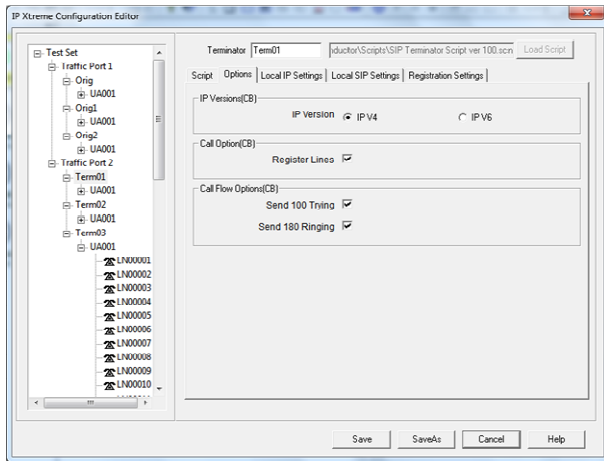 IP Xtreme Configuration Editor
Test Set
Traffic Port 1
Orig
UA001
Orig1
UA001
Orig2
UA001
Traffic Port 2
Term01
UA001
Term02
UA001
Term03
UA001
LN00001
LN00002
LN00003
LN00004
LN00005
LN00006
LN00007
LN00008
LN00009
LN00010
Terminator Term01 ductor\Scripts\SIP Terminator Script ver 100.scn Load Script
Script Options Local IP Settings Local SIP Settings Registration Settings
IP Versions(CB)
IP Version IP V4 IP V6
Call Option(CB)
Register Lines
Call Flow Options(CB)
Send 100 Trying
Send 180 Ringing
Save SaveAs Cancel Help